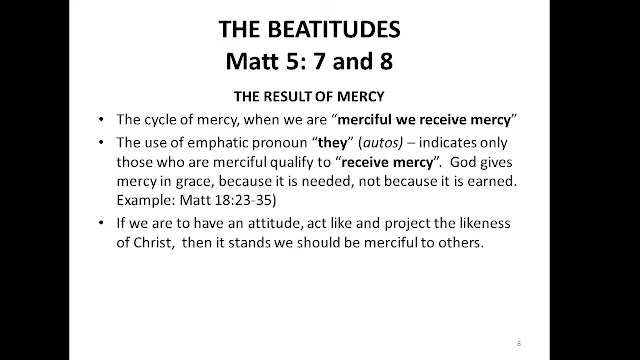 THE BEATITUDES
Matt 5: 7 and 8
THE RESULT OF MERCY
• The cycle of mercy, when we are “merciful we receive mercy”
• The use of emphatic pronoun “they” (autos) – indicates only
those who are merciful qualify to “receive mercy”. God gives
mercy in grace, because it is needed, not because it is earned.
Example: Matt 18:23-35)
• If we are to have an attitude, act like and project the likeness
of Christ, then it stands we should be merciful to others.
8